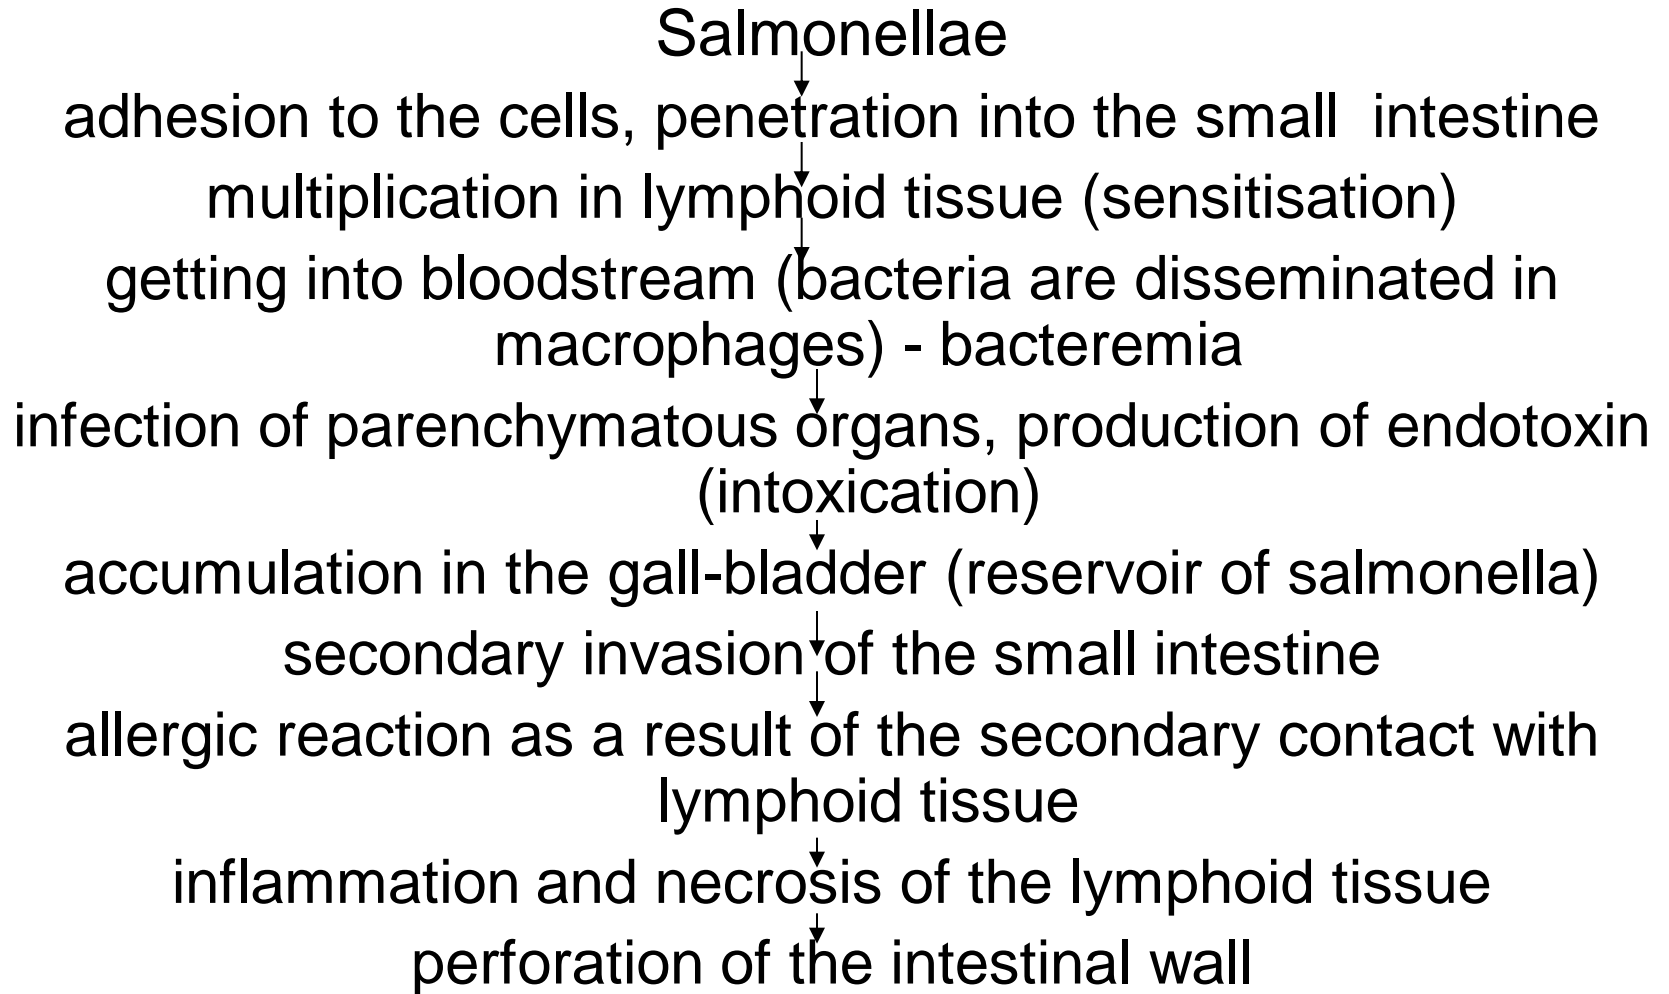 Salmonellae
adhesion to the cells, penetration into the small intestine
multiplication in lymphoid tissue (sensitisation)
getting into bloodstream (bacteria are disseminated in
macrophages) - bacteremia
infection of parenchymatous organs, production of endotoxin
(intoxication)
accumulation in the gall-bladder (reservoir of salmonella)
secondary invasion of the small intestine
allergic reaction as a result of the secondary contact with
lymphoid tissue
inflammation and necrosis of the lymphoid tissue
perforation of the intestinal wall